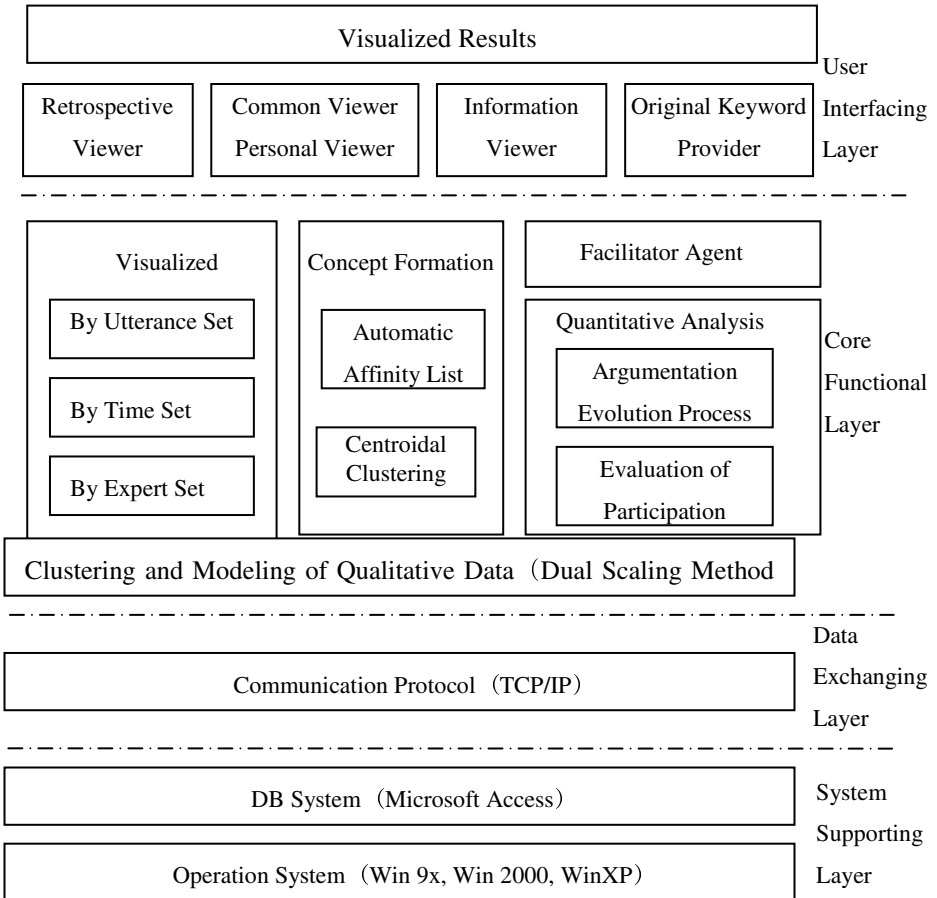 Visualized Results
User
Interfacing
Layer
Retrospective
Viewer
Common Viewer
Personal Viewer
Information
Viewer
Original Keyword
Provider
Visualized
By Utterance Set
By Time Set
By Expert Set
Concept Formation
Automatic
Affinity List
Centroidal
Clustering
Facilitator Agent
Quantitative Analysis
Argumentation
Evolution Process
Evaluation of
Participation
Core
Functional
Layer
Clustering and Modeling of Qualitative Data（Dual Scaling Method
Data
Exchanging
Layer
Communication Protocol（TCP/IP）
DB System（Microsoft Access）
System
Supporting
Layer
Operation System（Win 9x, Win 2000, WinXP）